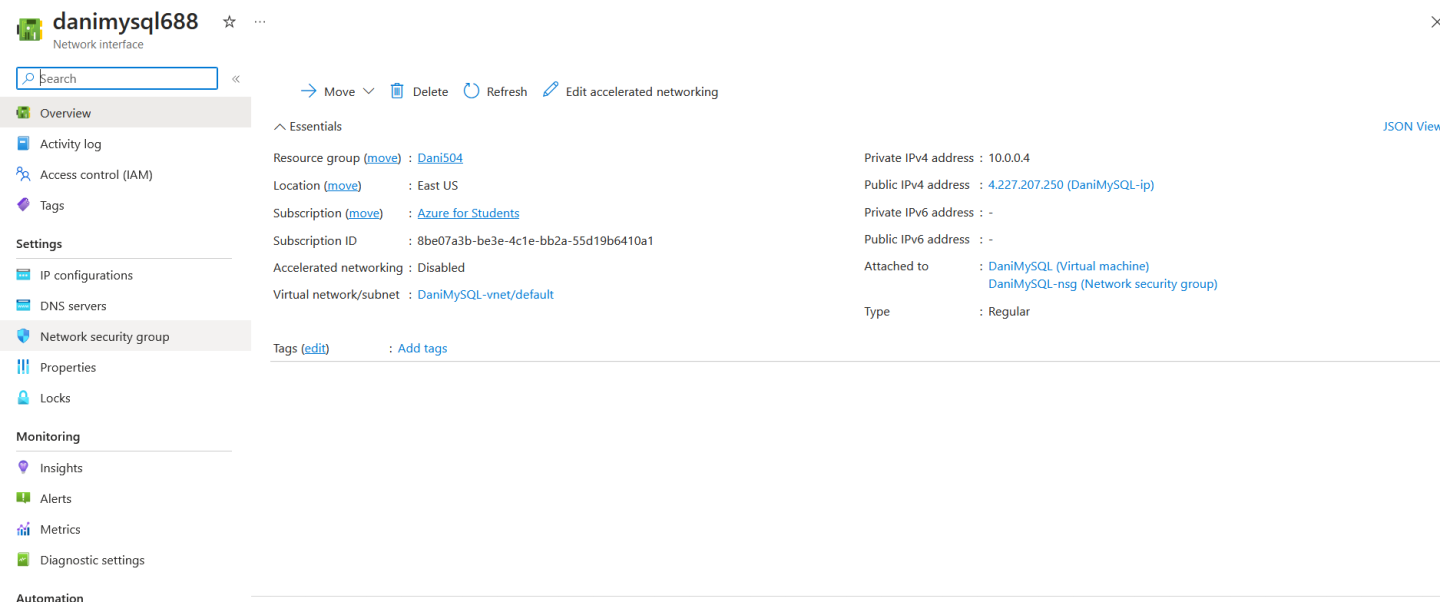 danimysql688
Network interface
Search
Overview
Activity log
Access control (IAM)
Tags
Settings
IP configurations
DNS servers
Network security group
Properties
Locks
Monitoring
Insights
Alerts
Metrics
Diagnostic settings
Automation
Move Delete Refresh Edit accelerated networking
Essentials
JSON View
Resource group (move) : Dani504
Location (move) : East US
Subscription (move) : Azure for Students
Subscription ID : 8be07a3b-be3e-4c1e-bb2a-55d19b6410a1
Accelerated networking : Disabled
Virtual network/subnet : DaniMySQL-vnet/default
Private IPv4 address : 10.0.0.4
Public IPv4 address : 4.227.207.250 (DaniMySQL-ip)
Private IPv6 address : -
Public IPv6 address : -
Attached to : DaniMySQL (Virtual machine)
DaniMySQL-nsg (Network security group)
Type : Regular
Tags (edit) : Add tags